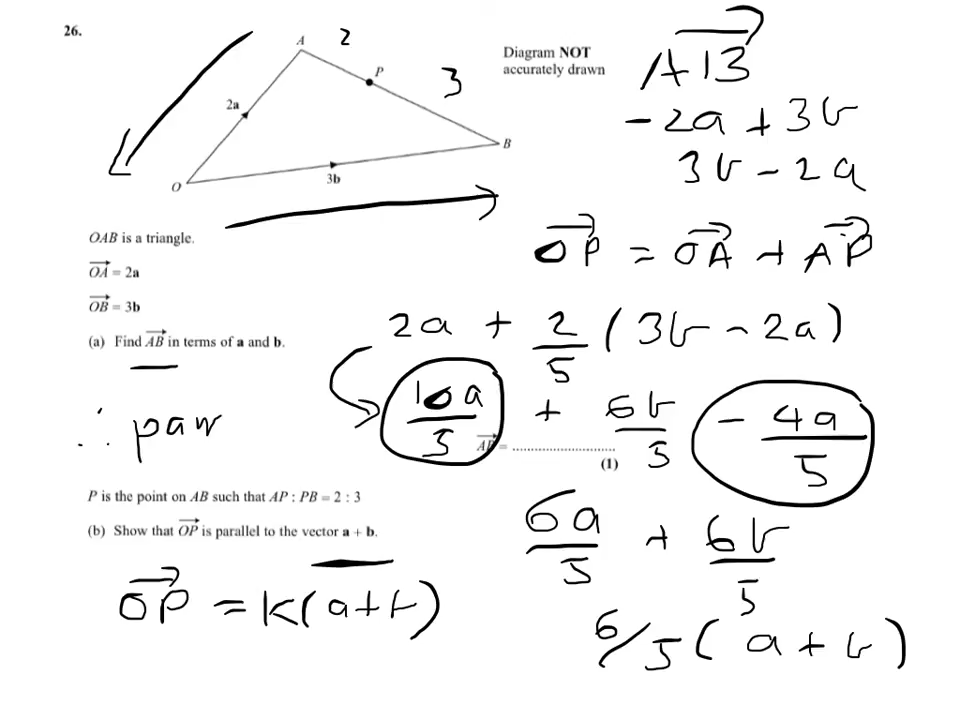 26.
A 2
P
3
2a
B
3b
O
Diagram NOT
accurately drawn
AB
- 2a + 3b
3b - 2a
OP = OA + AP
OAB is a triangle.
OA = 2a
OB = 3b
(a) Find AB in terms of a and b.
2a + 2/5 (3b - 2a)
10a/5 + 6b/5 - 4a/5
AB = ..............................
(1)
∴ par
P is the point on AB such that AP : PB = 2 : 3
(b) Show that OP is parallel to the vector a + b.
6a/5 + 6b/5
OP = K(a+b)
6/5 (a + b)